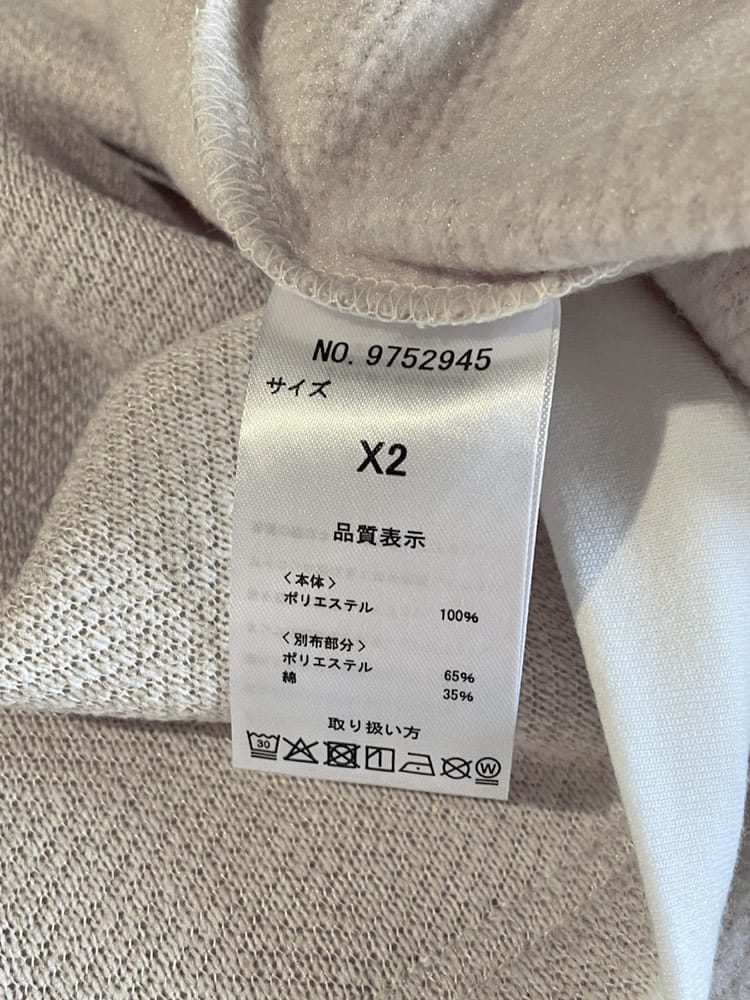 NO. 9752945
サイズ
X2
品質表示
〈本体〉
ポリエステル 100%
〈別布部分〉
ポリエステル 65%
綿 35%
取り扱い方
30
W